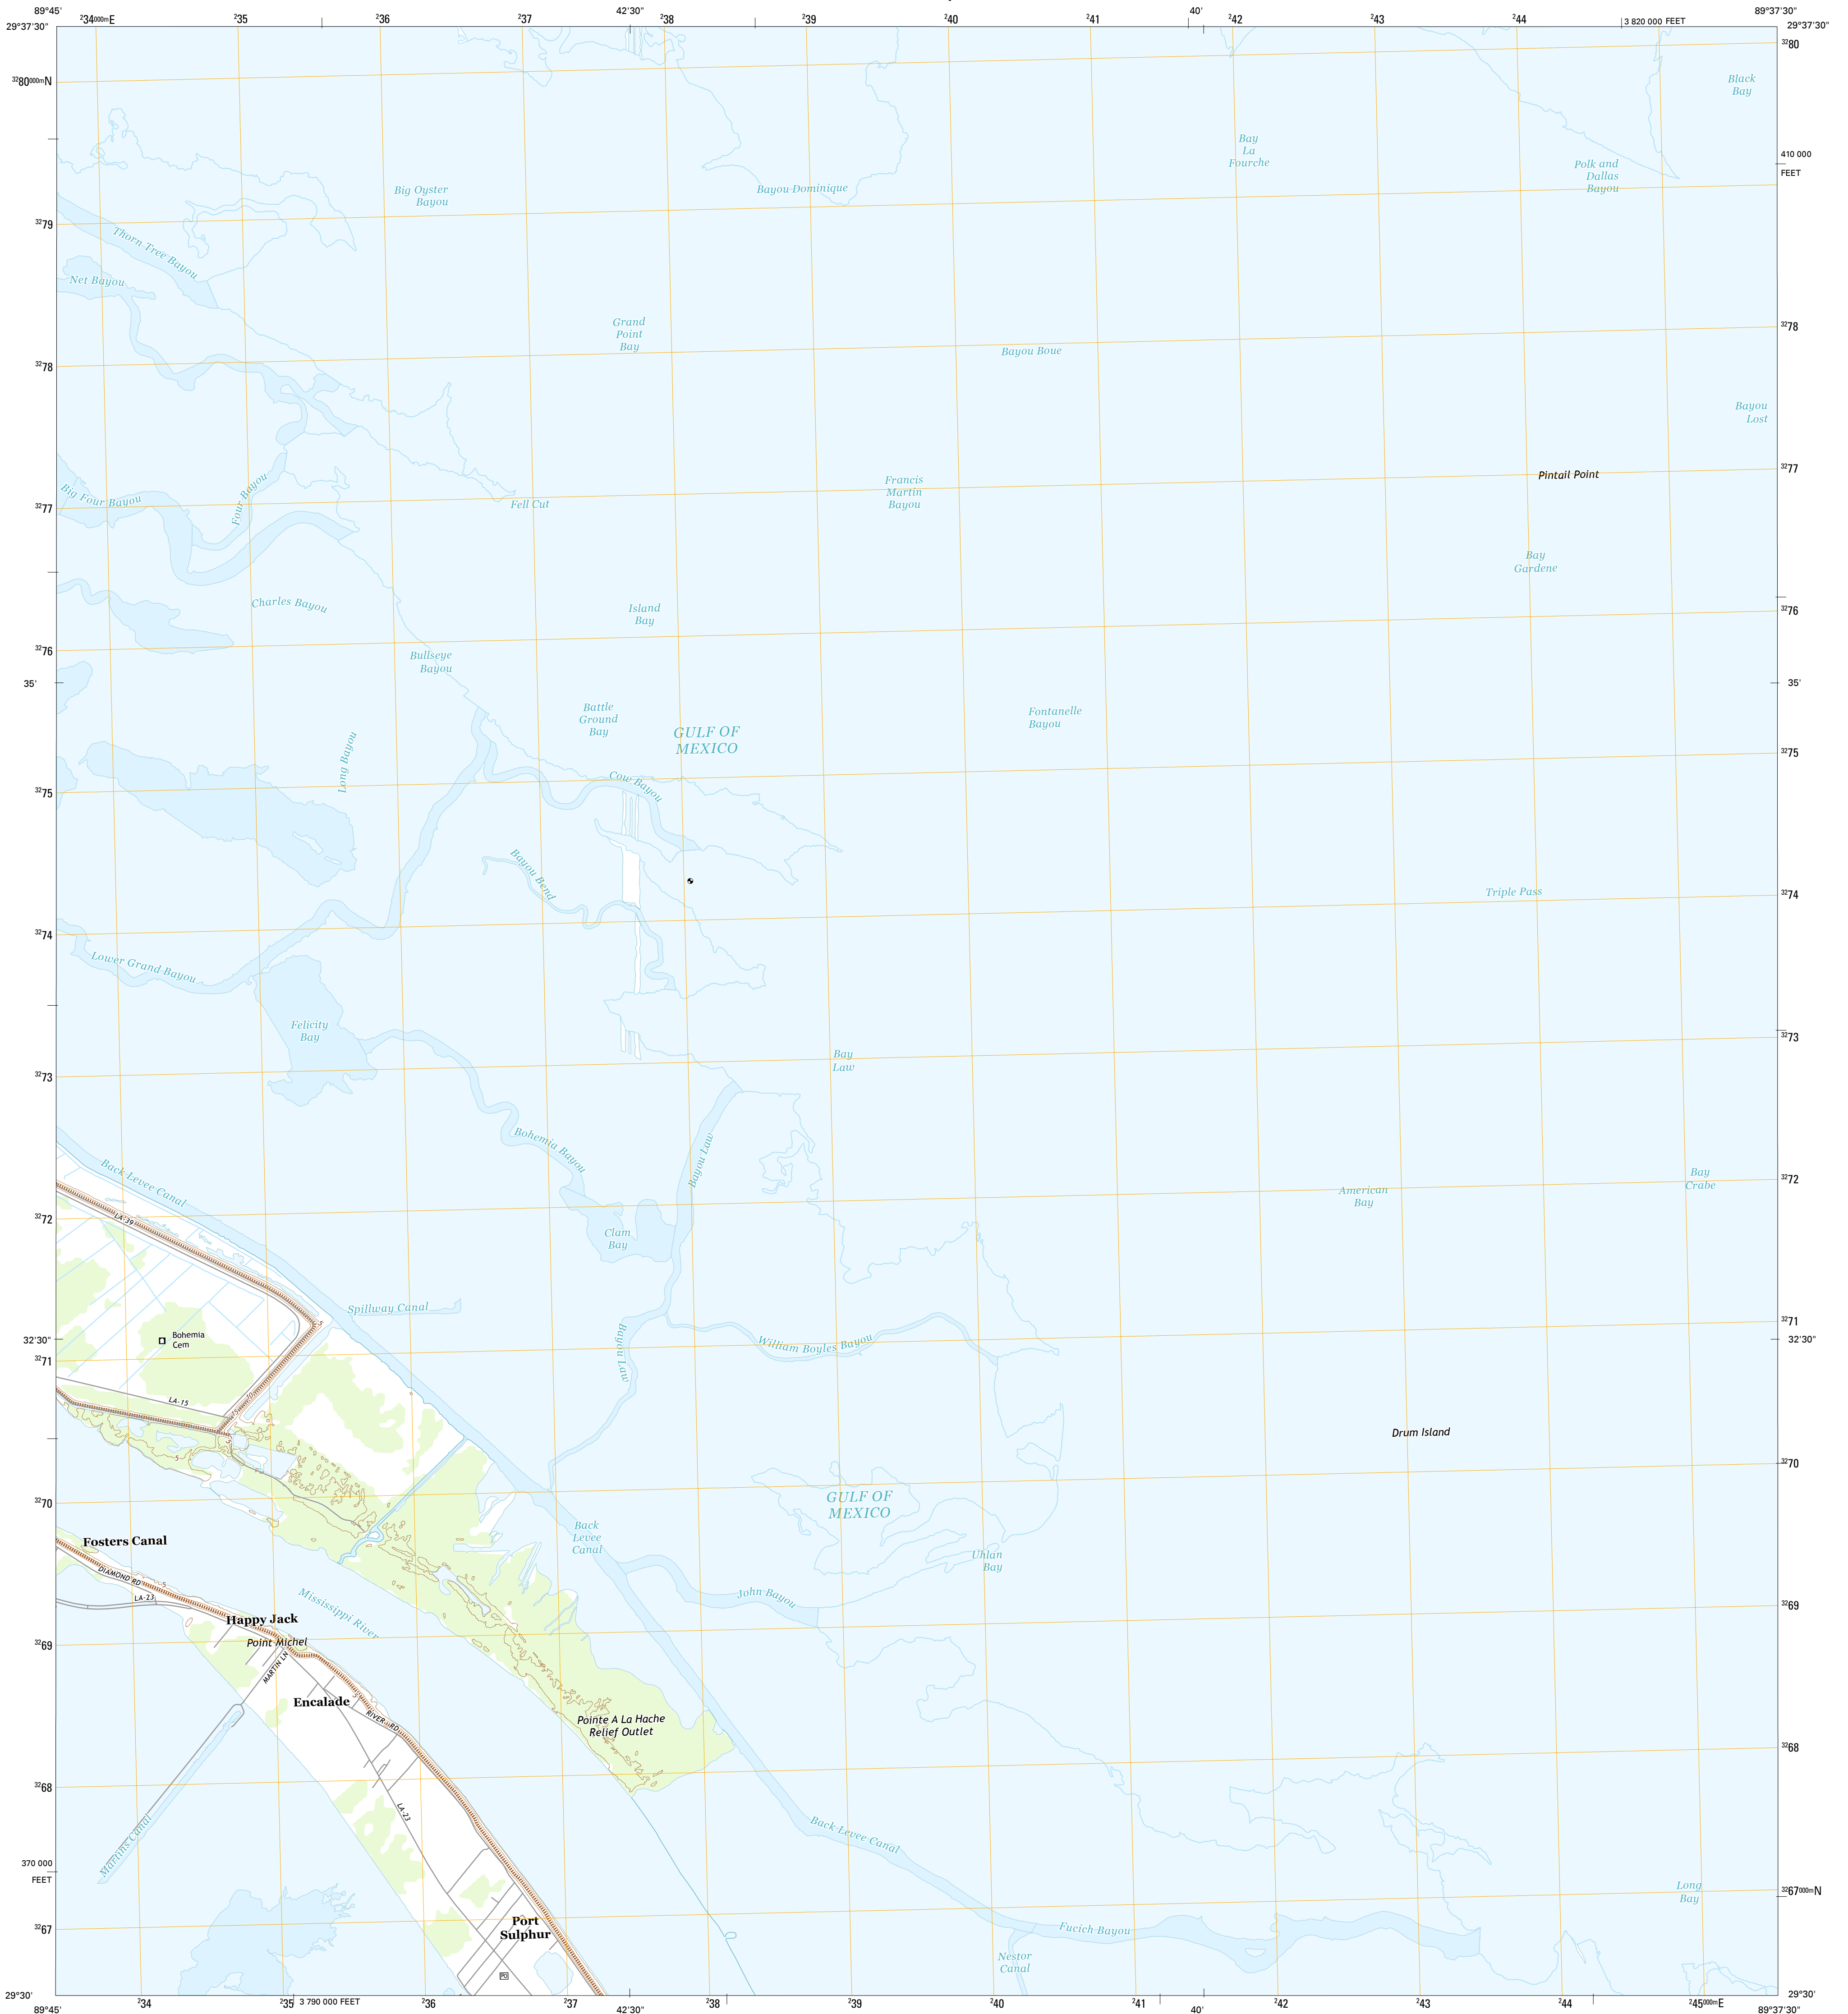 89°45'
²34000mE
²35
²36
²37
42'30"
²38
²39
²40
²41
40'
²42
²43
²44
3 820 000 FEET
89°37'30"
29°37'30"
29°37'30"
³²80
³²80000mN
Black
Bay
Bay
La
Fourche
410 000
FEET
Polk and
Dallas
Bayou
Big Oyster
Bayou
Bayou Dominique
³²79
Thorn Tree Bayou
Net Bayou
Grand
Point
Bay
³²78
Bayou Boue
³²78
Bayou
Lost
³²77
Pintail Point
Big Four Bayou
Four Bayou
Fell Cut
Francis
Martin
Bayou
³²77
Bay
Gardene
Charles Bayou
Island
Bay
³²76
³²76
Bullseye
Bayou
35'
35'
Battle
Ground
Bay
Fontanelle
Bayou
GULF OF
MEXICO
Long Bayou
³²75
Cow Bayou
³²75
Bayou Bend
Triple Pass
³²74
³²74
Lower Grand Bayou
Felicity
Bay
³²73
Bay
Law
³²73
Bohemia Bayou
Bayou Law
Back Levee Canal
Bay
Crabe
³²72
American
Bay
LA-39
³²72
Clam
Bay
Spillway Canal
5
³²71
32'30"
Bohemia
Cem
32'30"
Bayou Law
William Boyles Bayou
³²71
10
LA-15
15
5
Drum Island
5
³²70
³²70
GULF OF
MEXICO
Back
Levee
Canal
Fosters Canal
Uhlan
Bay
DIAMOND RD
5
LA-23
John Bayou
Mississippi River
³²69
Happy Jack
Point Michel
³²69
MARTIN LN
Encalade
5
RIVER RD
Pointe A La Hache
Relief Outlet
³²68
³²68
LA-23
Martins Canal
Back Levee Canal
370 000
FEET
Long
Bay
³²67000mN
Port
Sulphur
³²67
Fucich Bayou
Nestor
Canal
PO
29°30'
29°30'
89°45'
²34
²35
3 790 000 FEET
²36
²37
42'30"
²38
²39
²40
²41
40'
²42
²43
²44
²45000mE
89°37'30"